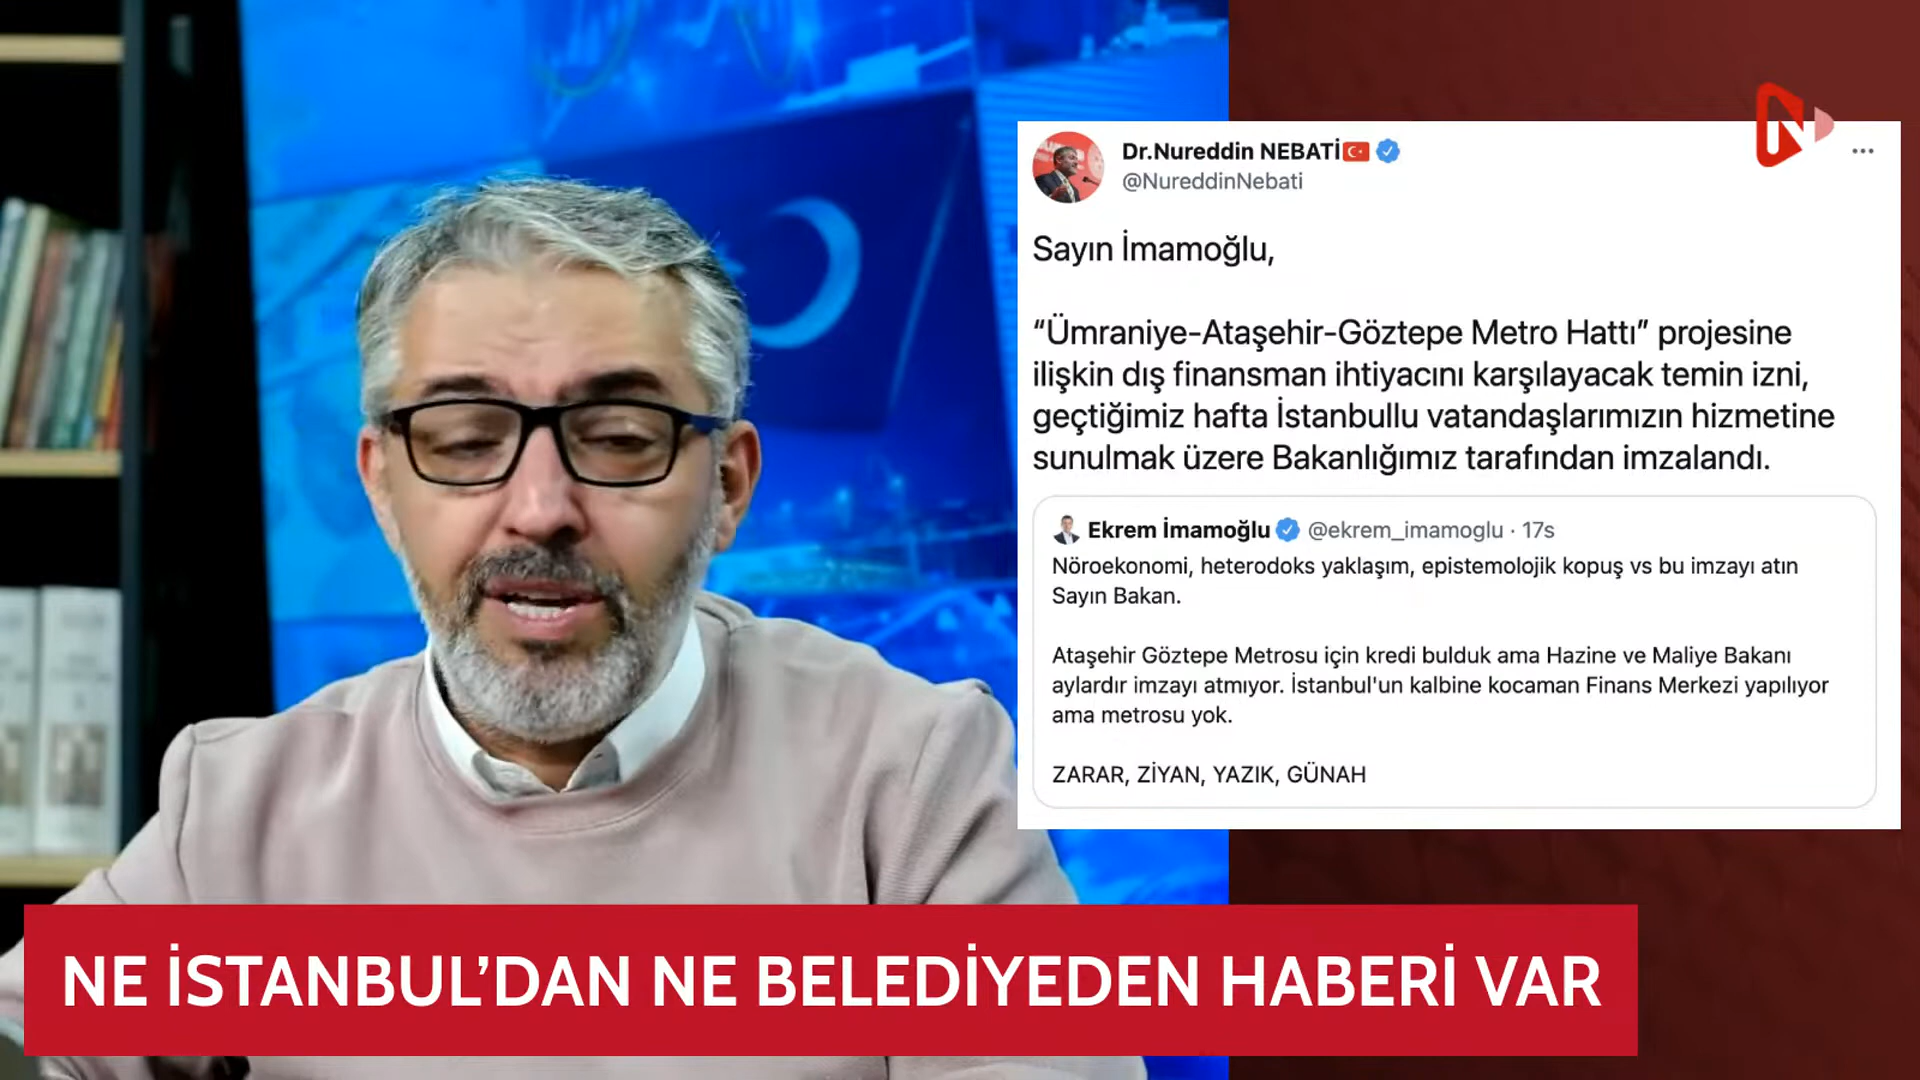 Dr.Nureddin NEBATİ
@NureddinNebati
Sayın İmamoğlu,
“Ümraniye-Ataşehir-Göztepe Metro Hattı” projesine
ilişkin dış finansman ihtiyacını karşılayacak temin izni,
geçtiğimiz hafta İstanbullu vatandaşlarımızın hizmetine
sunulmak üzere Bakanlığımız tarafından imzalandı.
Ekrem İmamoğlu @ekrem_imamoglu · 17s
Nöroekonomi, heterodoks yaklaşım, epistemolojik kopuş vs bu imzayı atın
Sayın Bakan.
Ataşehir Göztepe Metrosu için kredi bulduk ama Hazine ve Maliye Bakanı
aylardır imzayı atmıyor. İstanbul'un kalbine kocaman Finans Merkezi yapılıyor
ama metrosu yok.
ZARAR, ZİYAN, YAZIK, GÜNAH
NE İSTANBUL’DAN NE BELEDİYEDEN HABERİ VAR